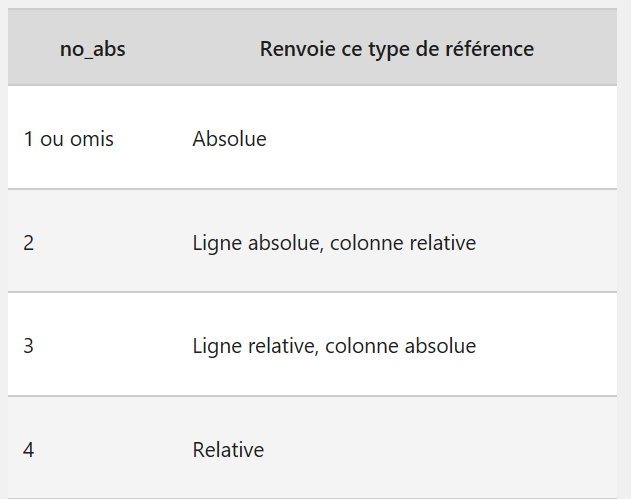 no_abs Renvoie ce type de référence
1 ou omis Absolue
2 Ligne absolue, colonne relative
3 Ligne relative, colonne absolue
4 Relative